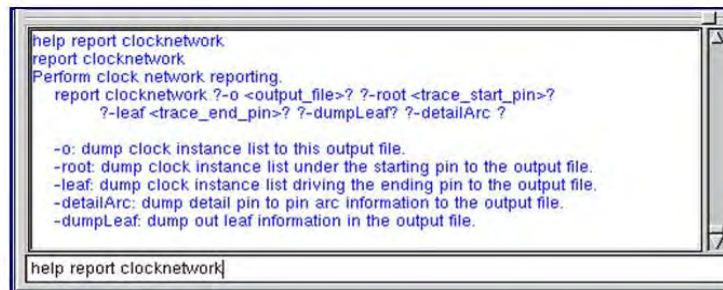 help report clocknetwork
report clocknetwork
Perform clock network reporting.
report clocknetwork ?-o <output_file>? ?-root <trace_start_pin>?
?-leaf <trace_end_pin>? ?-dumpLeaf? ?-detailArc ?
-o: dump clock instance list to this output file.
-root: dump clock instance list under the starting pin to the output file.
-leaf: dump clock instance list driving the ending pin to the output file.
-detailArc: dump detail pin to pin arc information to the output file.
-dumpLeaf: dump out leaf information in the output file.
help report clocknetwork